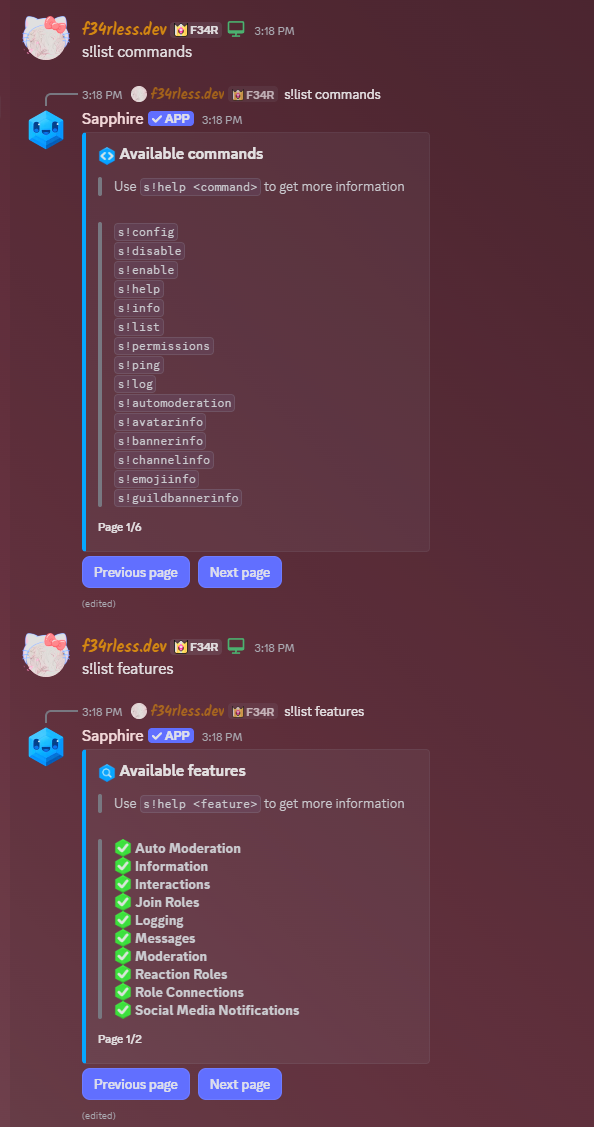 f34rless.dev F34R 3:18 PM
s!list commands
3:18 PM f34rless.dev F34R s!list commands
Sapphire ✓ APP 3:18 PM
Available commands
Use s!help <command> to get more information
s!config
s!disable
s!enable
s!help
s!info
s!list
s!permissions
s!ping
s!log
s!automoderation
s!avatarinfo
s!bannerinfo
s!channelinfo
s!emojiinfo
s!guildbannerinfo
Page 1/6
Previous page Next page
(edited)
f34rless.dev F34R 3:18 PM
s!list features
3:18 PM f34rless.dev F34R s!list features
Sapphire ✓ APP 3:18 PM
Available features
Use s!help <feature> to get more information
Auto Moderation
Information
Interactions
Join Roles
Logging
Messages
Moderation
Reaction Roles
Role Connections
Social Media Notifications
Page 1/2
Previous page Next page
(edited)